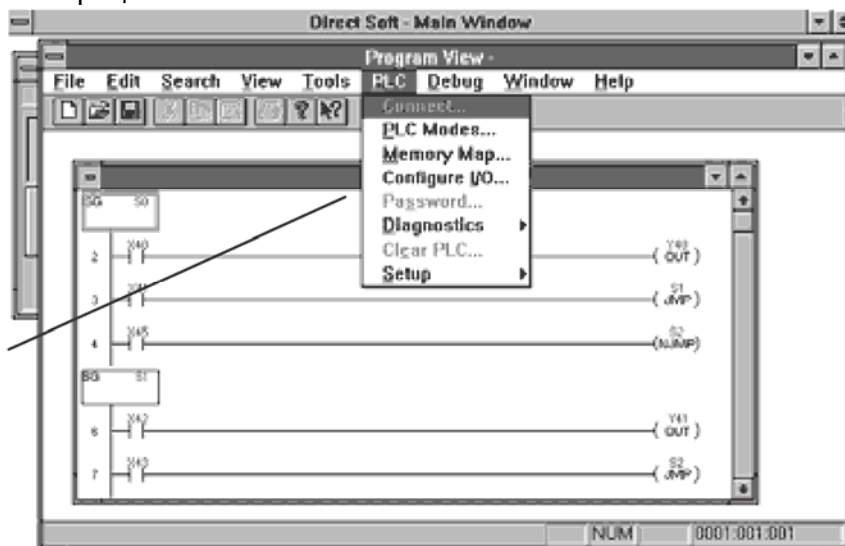 Direct Soft - Main Window
Program View -
File Edit Search View Tools PLC Debug Window Help
Connect...
PLC Modes...
Memory Map...
Configure I/O...
Password...
Diagnostics
Clear PLC...
Setup
SG S0
2 X40 Y40 OUT
3 X41 S1 JMP
4 X45 S2 NJMP
SG S1
6 X42 Y41 OUT
7 X43 S2 JMP
NUM 0001:001:001